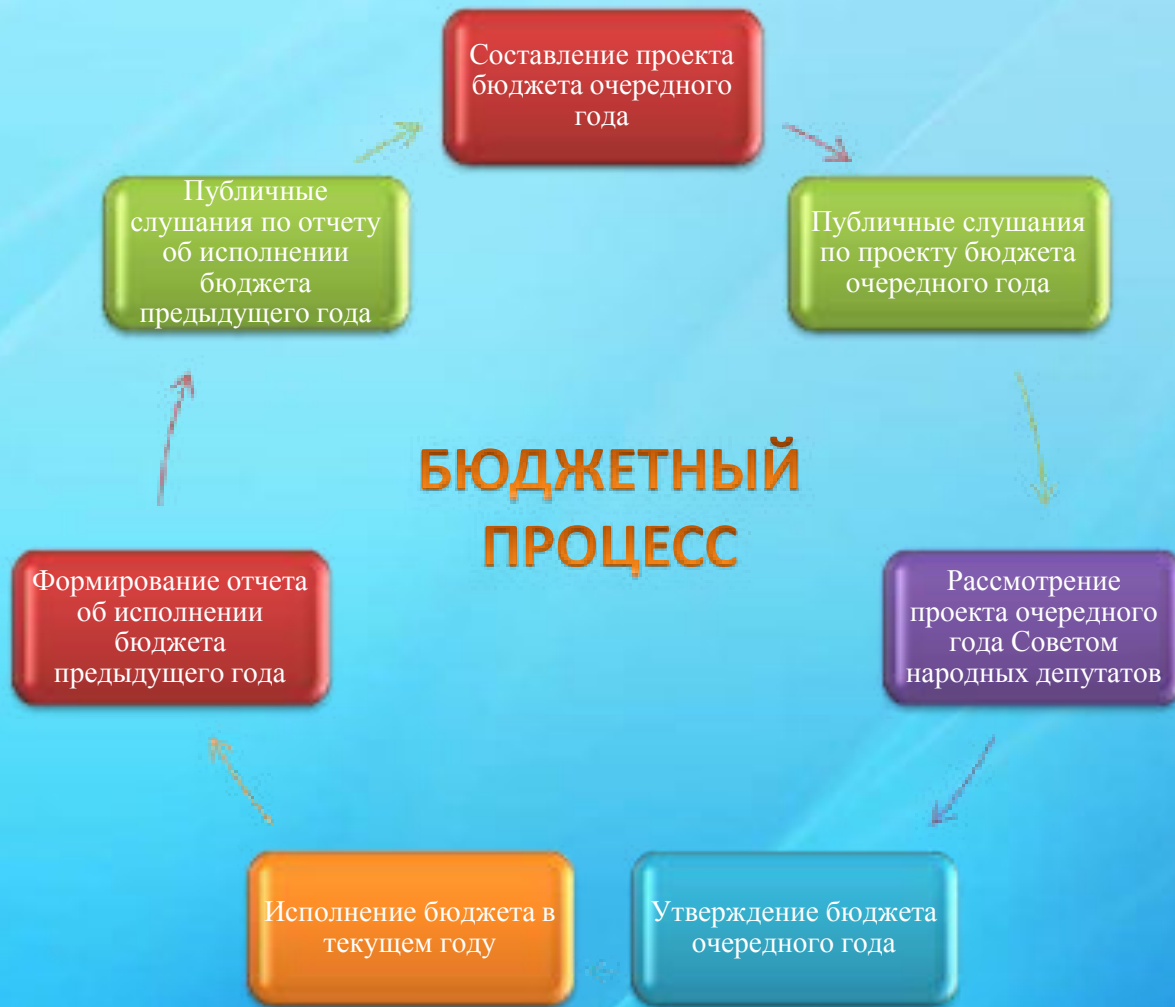 Составление проекта
бюджета очередного
года
Публичные слушания
по проекту бюджета
очередного года
Рассмотрение
проекта очередного
года Советом
народных депутатов
Утверждение бюджета
очередного года
Исполнение бюджета в
текущем году
Формирование отчета
об исполнении
бюджета
предыдущего года
Публичные
слушания по отчету
об исполнении
бюджета
предыдущего года
БЮДЖЕТНЫЙ
ПРОЦЕСС